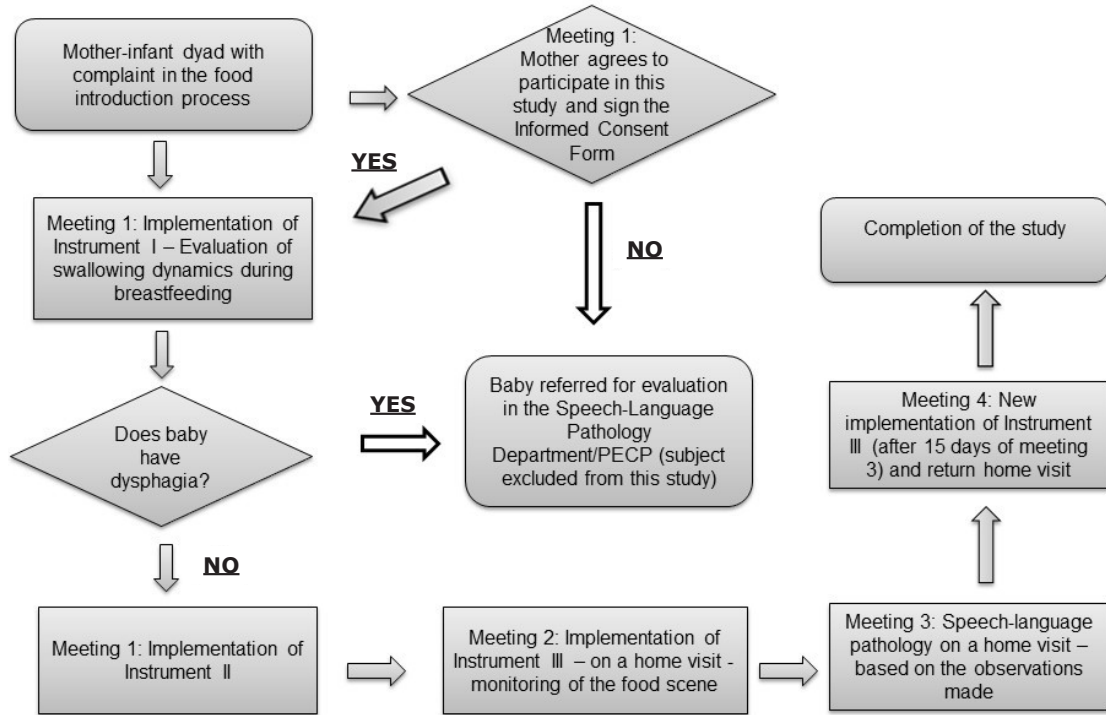 Mother-infant dyad with
complaint in the food
introduction process
Meeting 1:
Mother agrees to
participate in this
study and sign the
Informed Consent
Form
YES
NO
Meeting 1: Implementation of
Instrument I – Evaluation of
swallowing dynamics during
breastfeeding
Completion of the study
Does baby
have
dysphagia?
YES
Baby referred for evaluation
in the Speech-Language
Pathology
Department/PECP (subject
excluded from this study)
Meeting 4: New
implementation of Instrument
III (after 15 days of meeting
3) and return home visit
NO
Meeting 1: Implementation of
Instrument II
Meeting 2: Implementation of
Instrument III – on a home visit -
monitoring of the food scene
Meeting 3: Speech-language
pathology on a home visit –
based on the observations
made